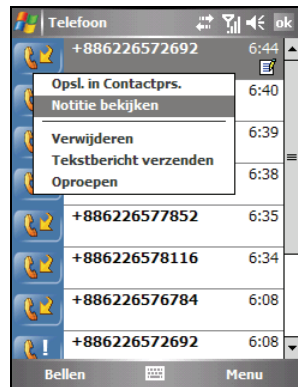 Telefoon ok
+886226572692 6:44
Opsl. in Contactprs.
6:40
Notitie bekijken
6:39
Verwijderen
Tekstbericht verzenden
6:38
Oproepen
+886226577852 6:35
+886226578116 6:34
+886226576784 6:08
+886226572692 6:08
Bellen Menu